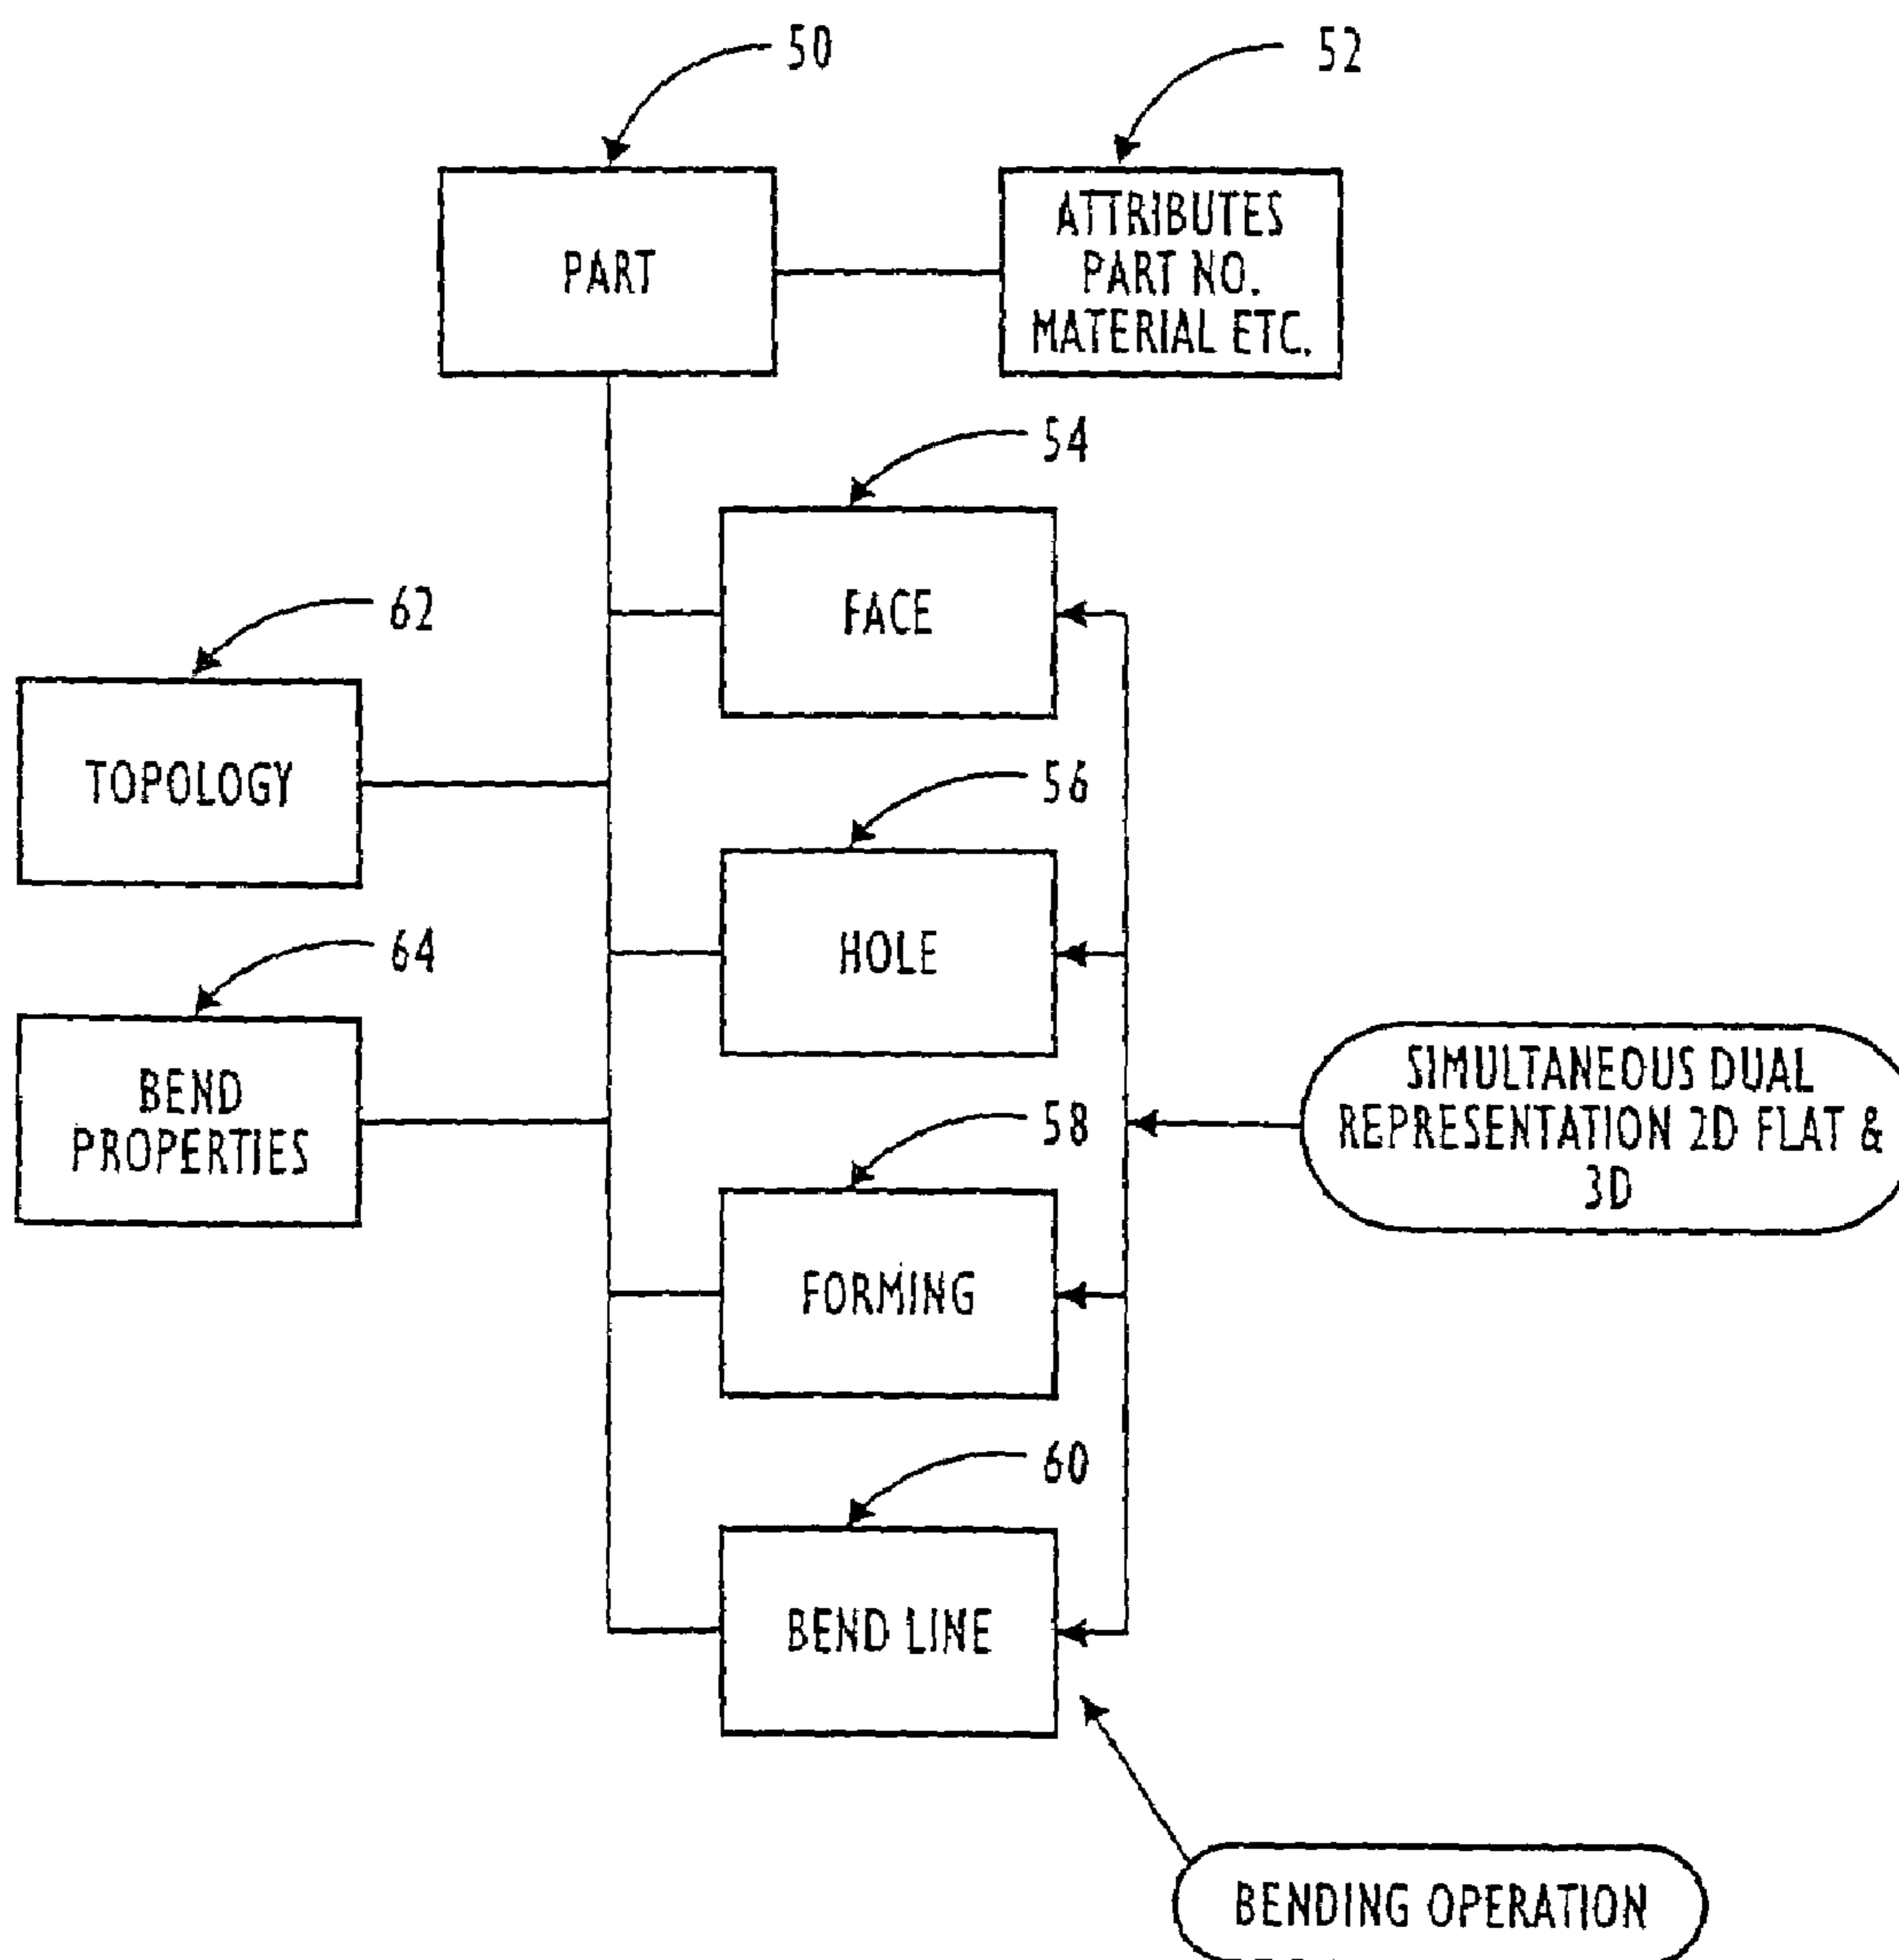 50
52
PART
ATTRIBUTES
PART NO.
MATERIAL ETC.
54
FACE
62
TOPOLOGY
56
HOLE
64
BEND
PROPERTIES
SIMULTANEOUS DUAL
REPRESENTATION 2D FLAT &
3D
58
FORMING
60
BEND LINE
BENDING OPERATION